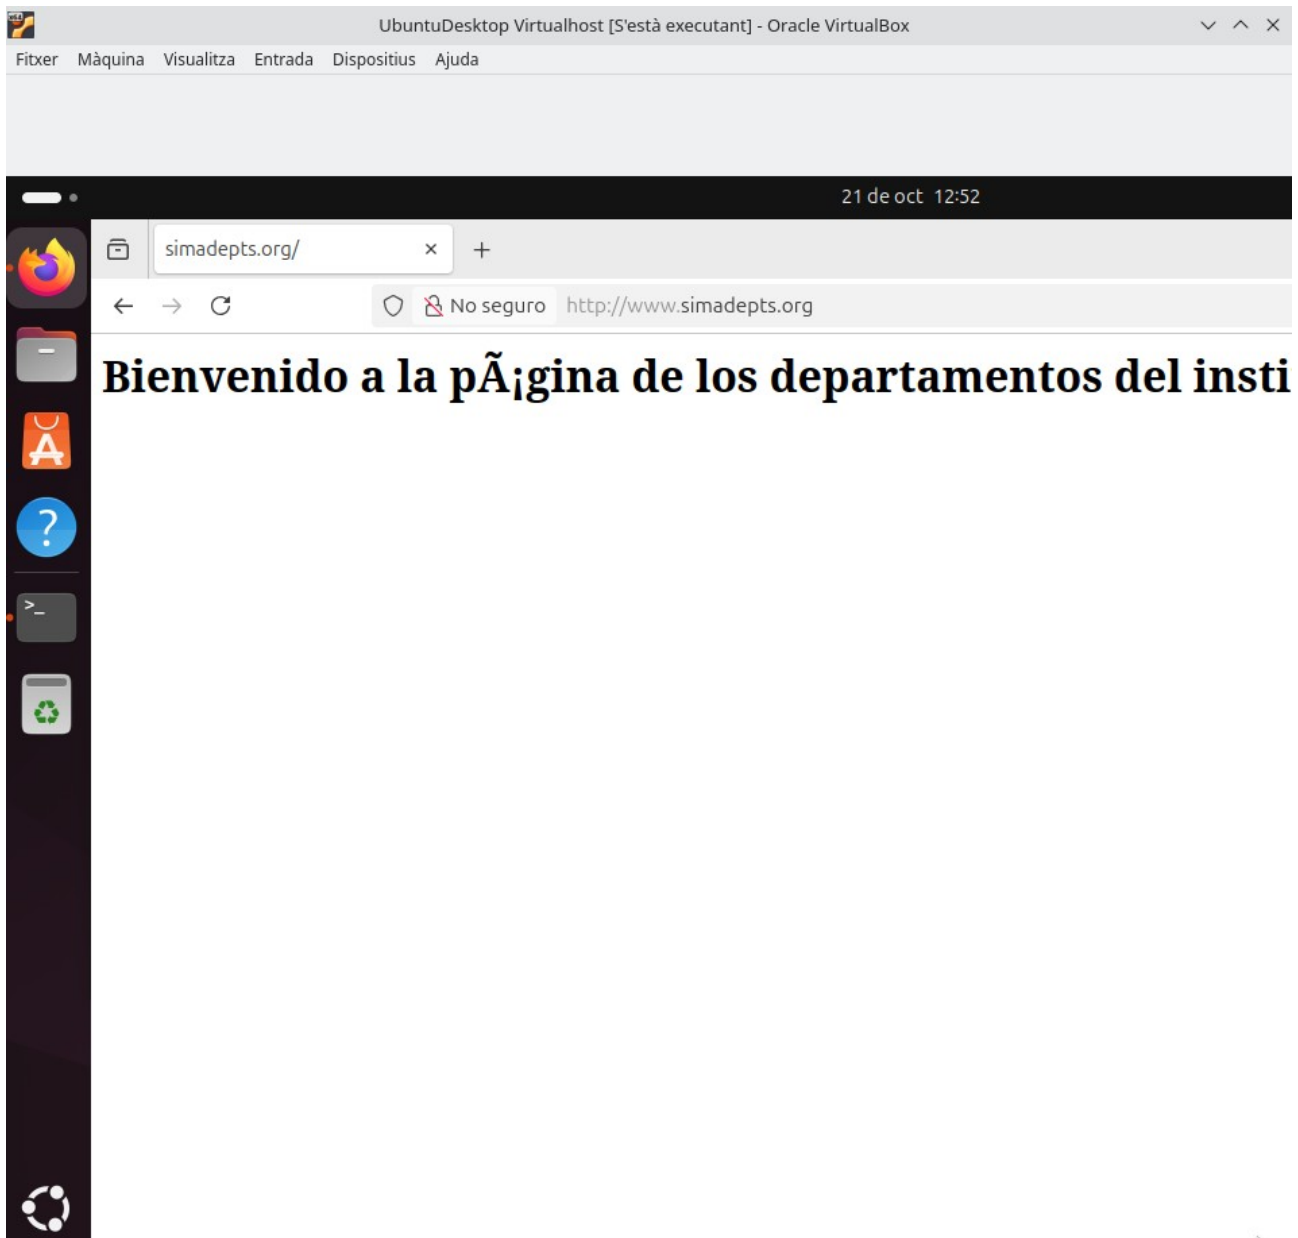 UbuntuDesktop Virtualhost [S'està executant] - Oracle VirtualBox
Fitxer Màquina Visualitza Entrada Dispositius Ajuda
21 de oct 12:52
simadepts.org/
No seguro http://www.simadepts.org
Bienvenido a la pÃ¡gina de los departamentos del insti